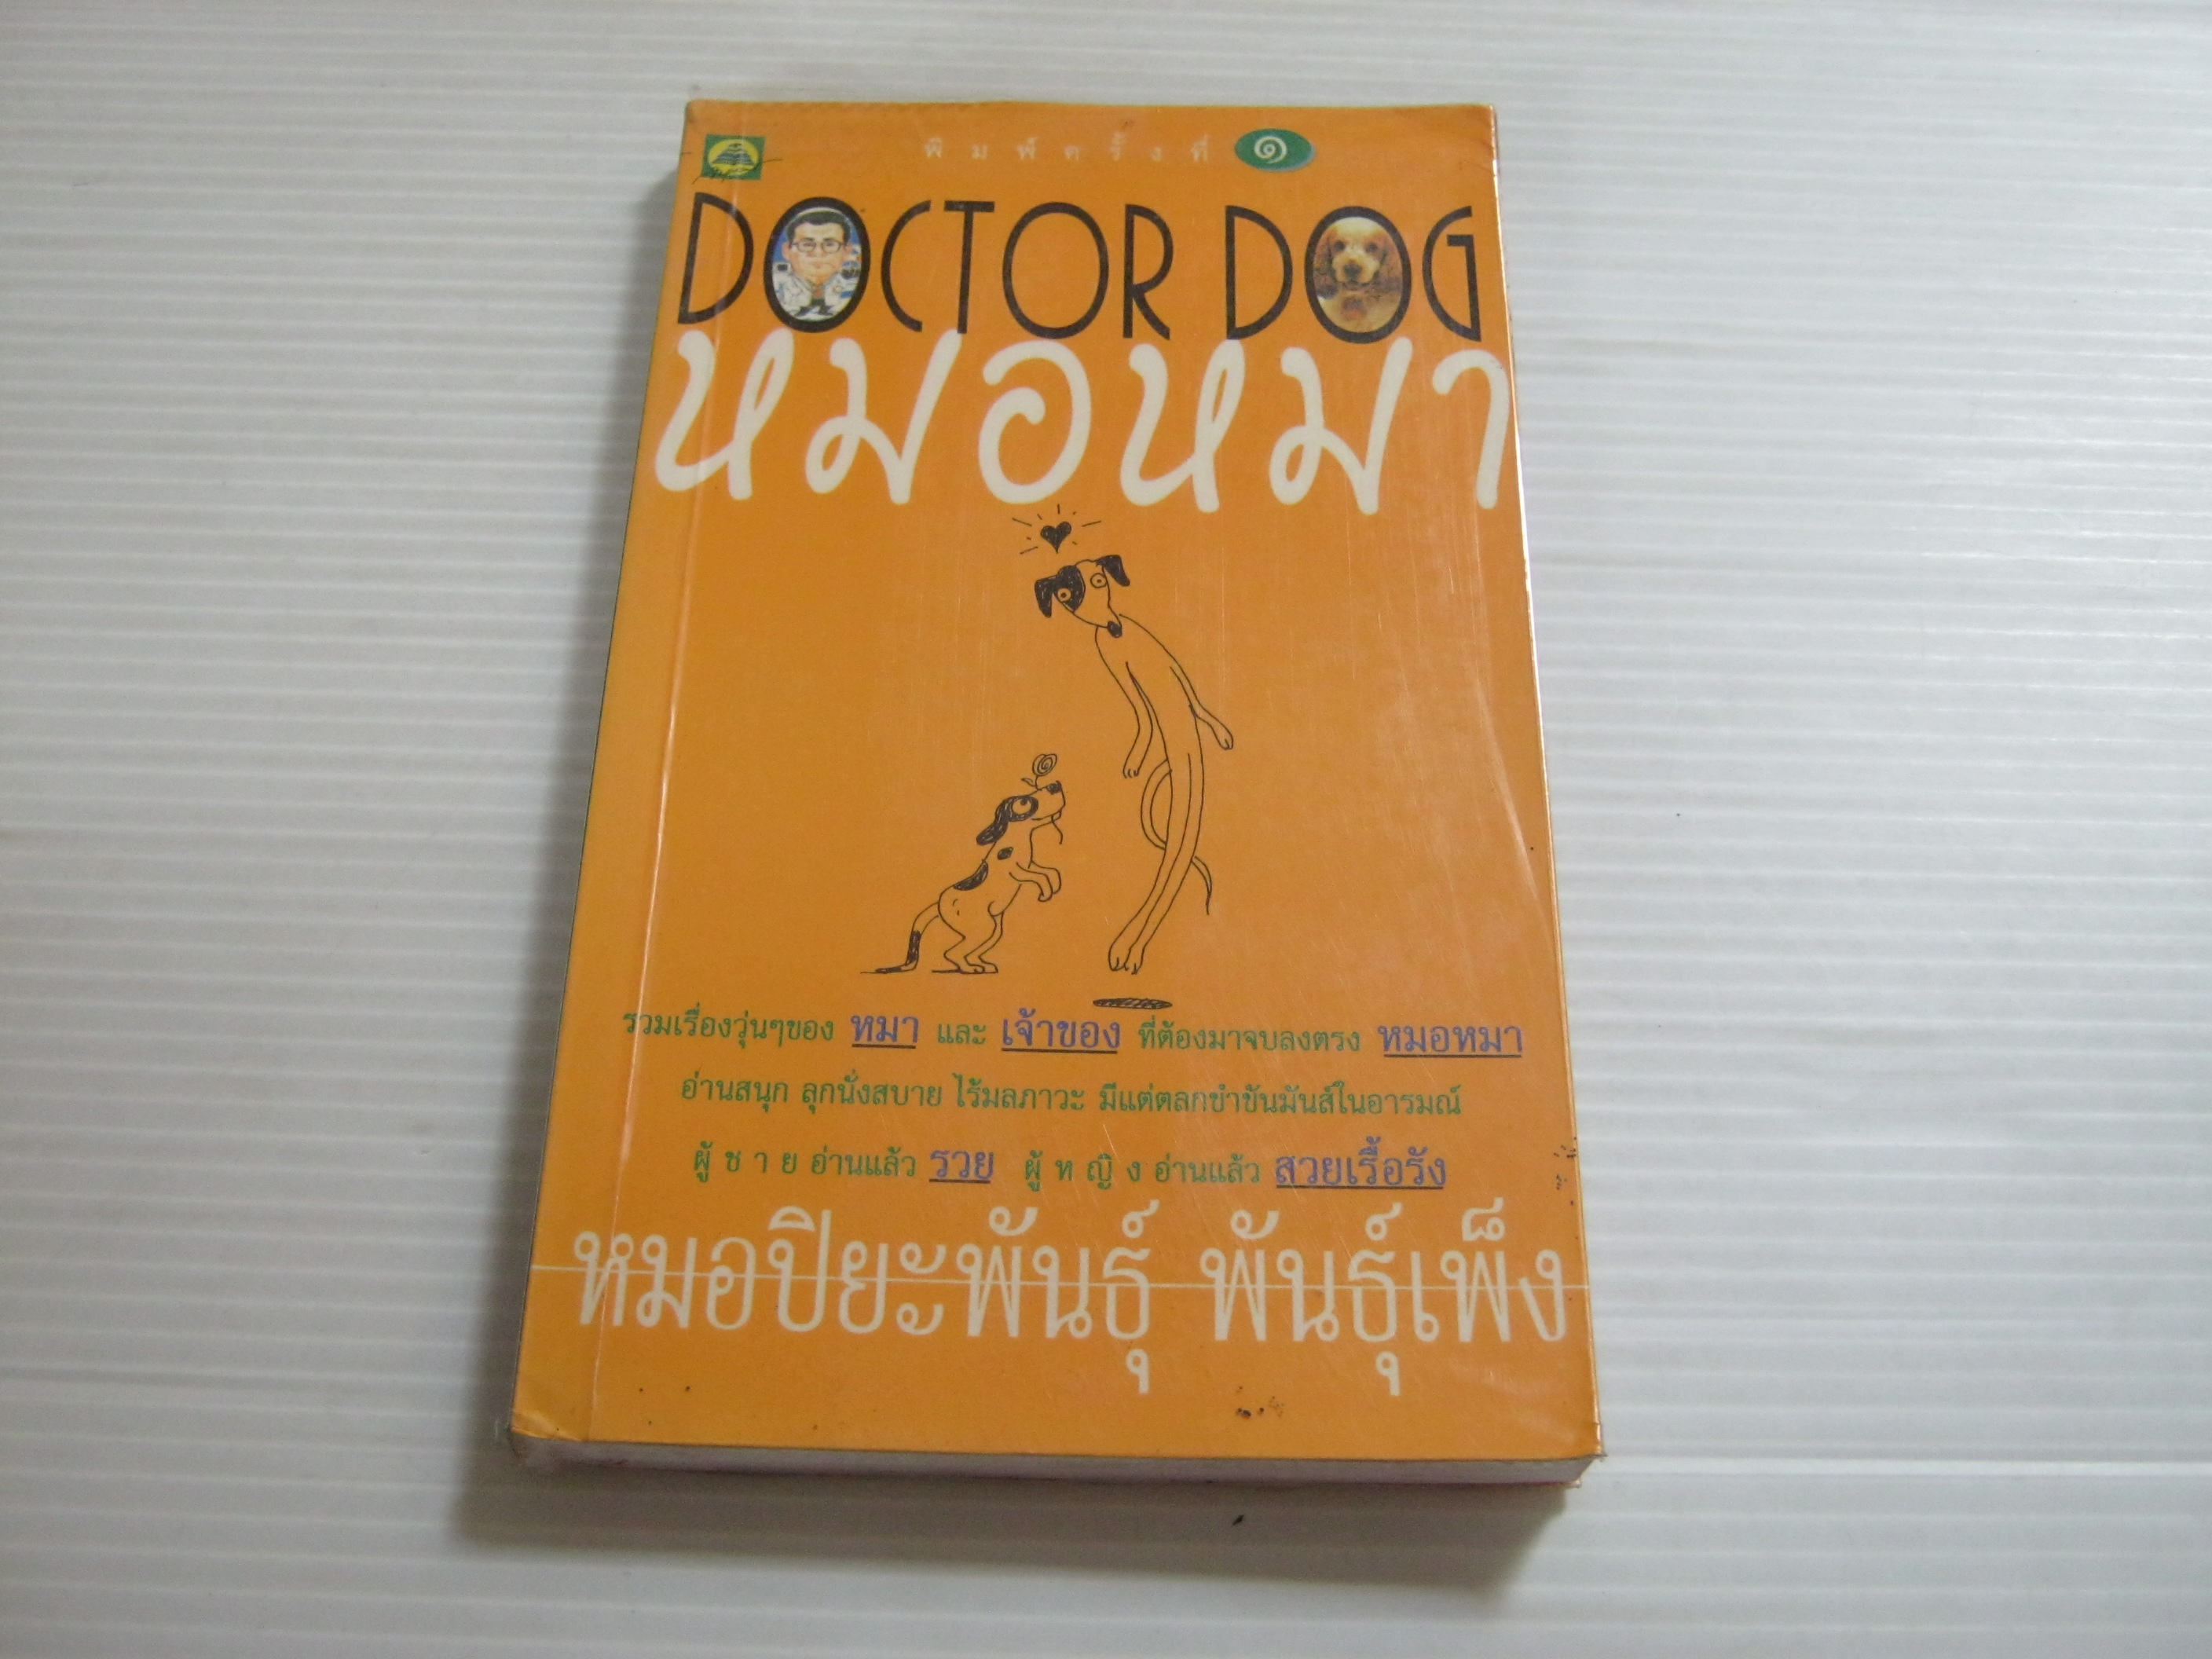 พิมพ์ครั้งที่ ๑
DOCTOR DOG
หมอหมา
รวมเรื่องวุ่นๆของ หมา และ เจ้าของ ที่ต้องมาจบลงตรง หมอหมา
อ่านสนุก ลุกนั่งสบาย ไร้มลภาวะ มีแต่ตลกขำขันมันส์ในอารมณ์
ผู้ชายอ่านแล้ว รวย ผู้หญิงอ่านแล้ว สวยเรื้อรัง
หมอปิยะพันธุ์ พันธุ์เพ็ง